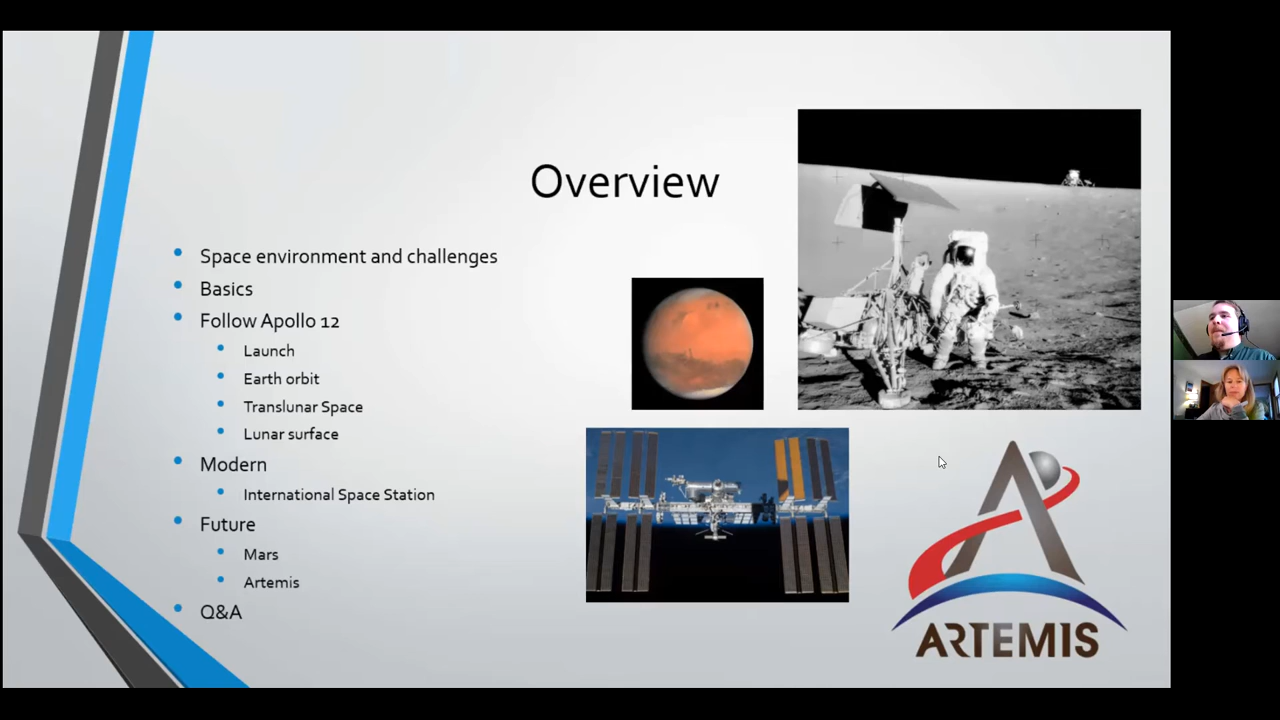 Overview
Space environment and challenges
Basics
Follow Apollo 12
Launch
Earth orbit
Translunar Space
Lunar surface
Modern
International Space Station
Future
Mars
Artemis
Q&A
ARTEMIS